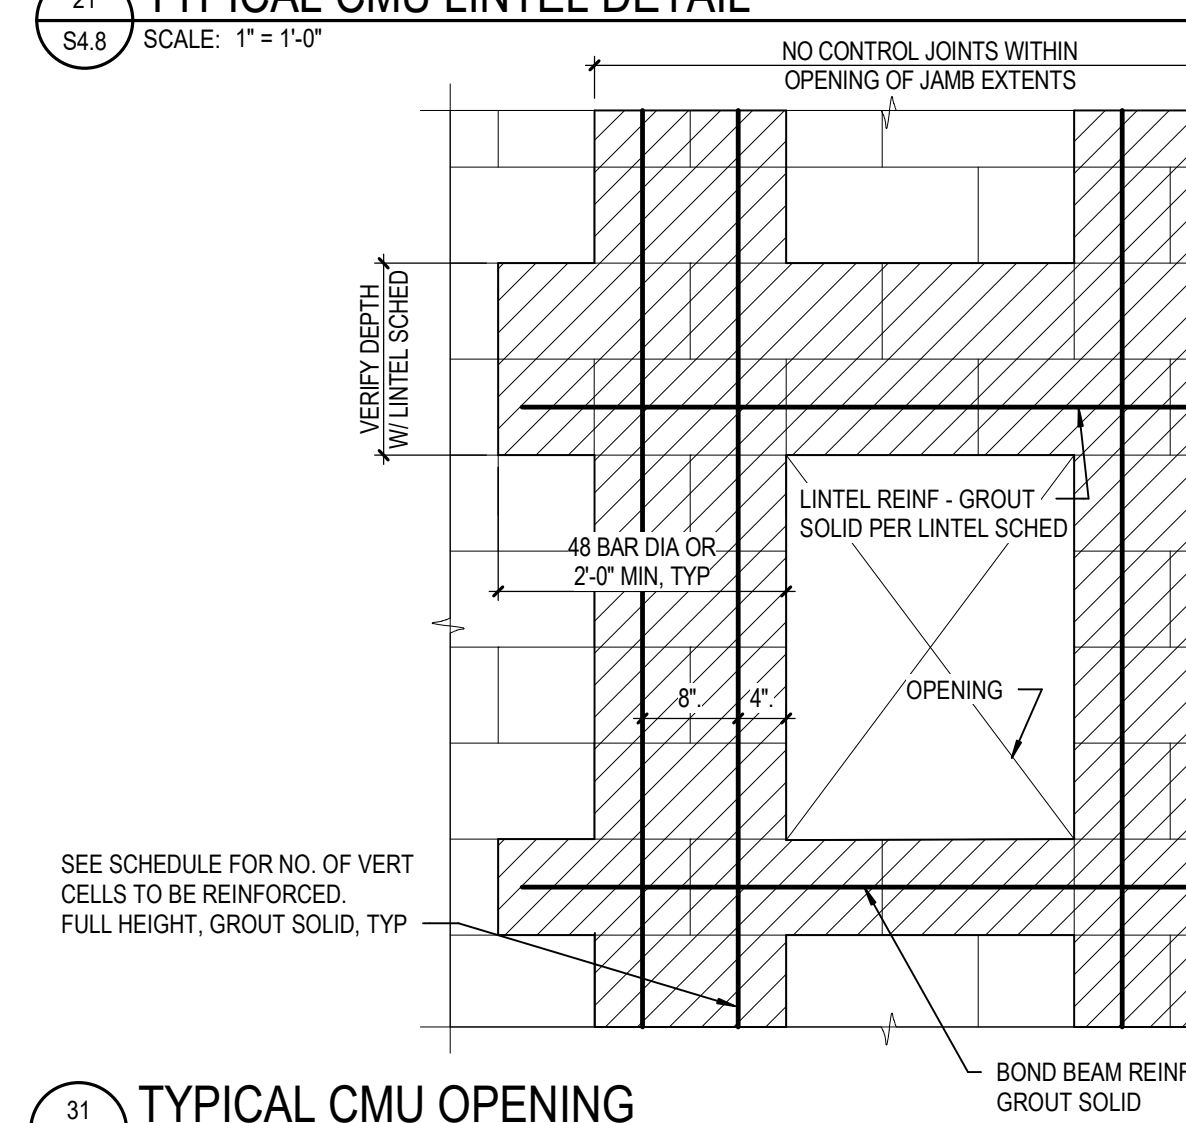 21
TYPICAL CMU LINTEL DETAIL
S4.8
SCALE: 1" = 1'-0"
NO CONTROL JOINTS WITHIN
OPENING OF JAMB EXTENTS
VERIFY DEPTH
W/ LINTEL SCHED
LINTEL REINF - GROUT
SOLID PER LINTEL SCHED
48 BAR DIA OR
2'-0" MIN, TYP
8".
4".
OPENING
SEE SCHEDULE FOR NO. OF VERT
CELLS TO BE REINFORCED.
FULL HEIGHT, GROUT SOLID, TYP
BOND BEAM REINF
GROUT SOLID
31
TYPICAL CMU OPENING